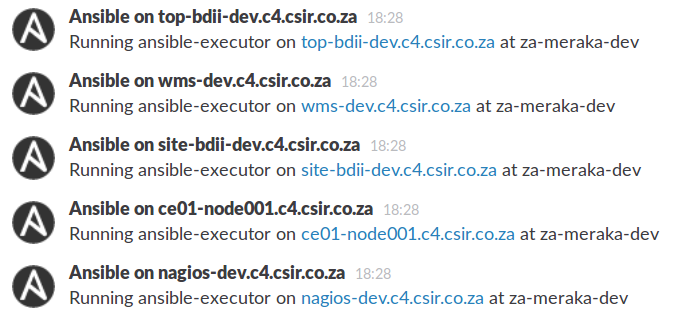 Ansible on top-bdii-dev.c4.csir.co.za 18:28
Running ansible-executor on top-bdii-dev.c4.csir.co.za at za-meraka-dev
Ansible on wms-dev.c4.csir.co.za 18:28
Running ansible-executor on wms-dev.c4.csir.co.za at za-meraka-dev
Ansible on site-bdii-dev.c4.csir.co.za 18:28
Running ansible-executor on site-bdii-dev.c4.csir.co.za at za-meraka-dev
Ansible on ce01-node001.c4.csir.co.za 18:28
Running ansible-executor on ce01-node001.c4.csir.co.za at za-meraka-dev
Ansible on nagios-dev.c4.csir.co.za 18:28
Running ansible-executor on nagios-dev.c4.csir.co.za at za-meraka-dev